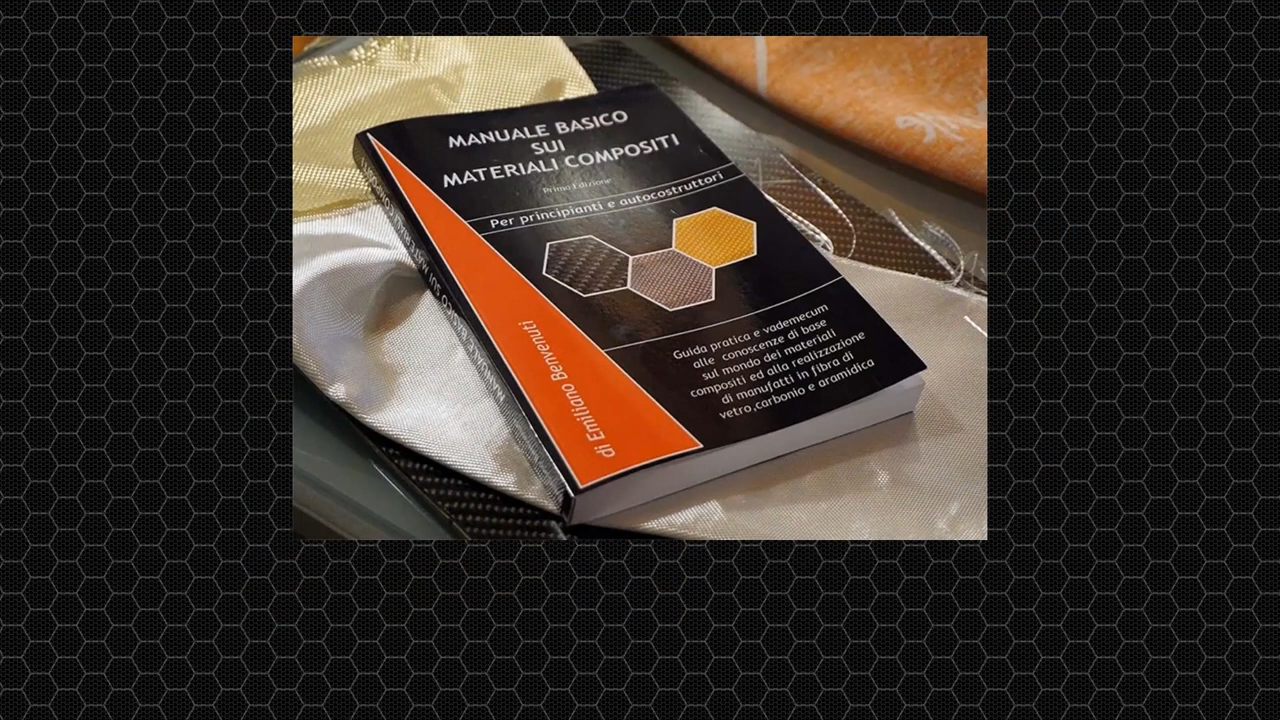 MANUALE BASICO
SUI
MATERIALI COMPOSITI
Prima Edizione
Per principianti e autocostruttori
di Emiliano Benvenuti
Guida pratica e vademecum
alle conoscenze di base
sul mondo dei materiali
compositi ed alla realizzazione
di manufatti in fibra di
vetro,carbonio e aramidica